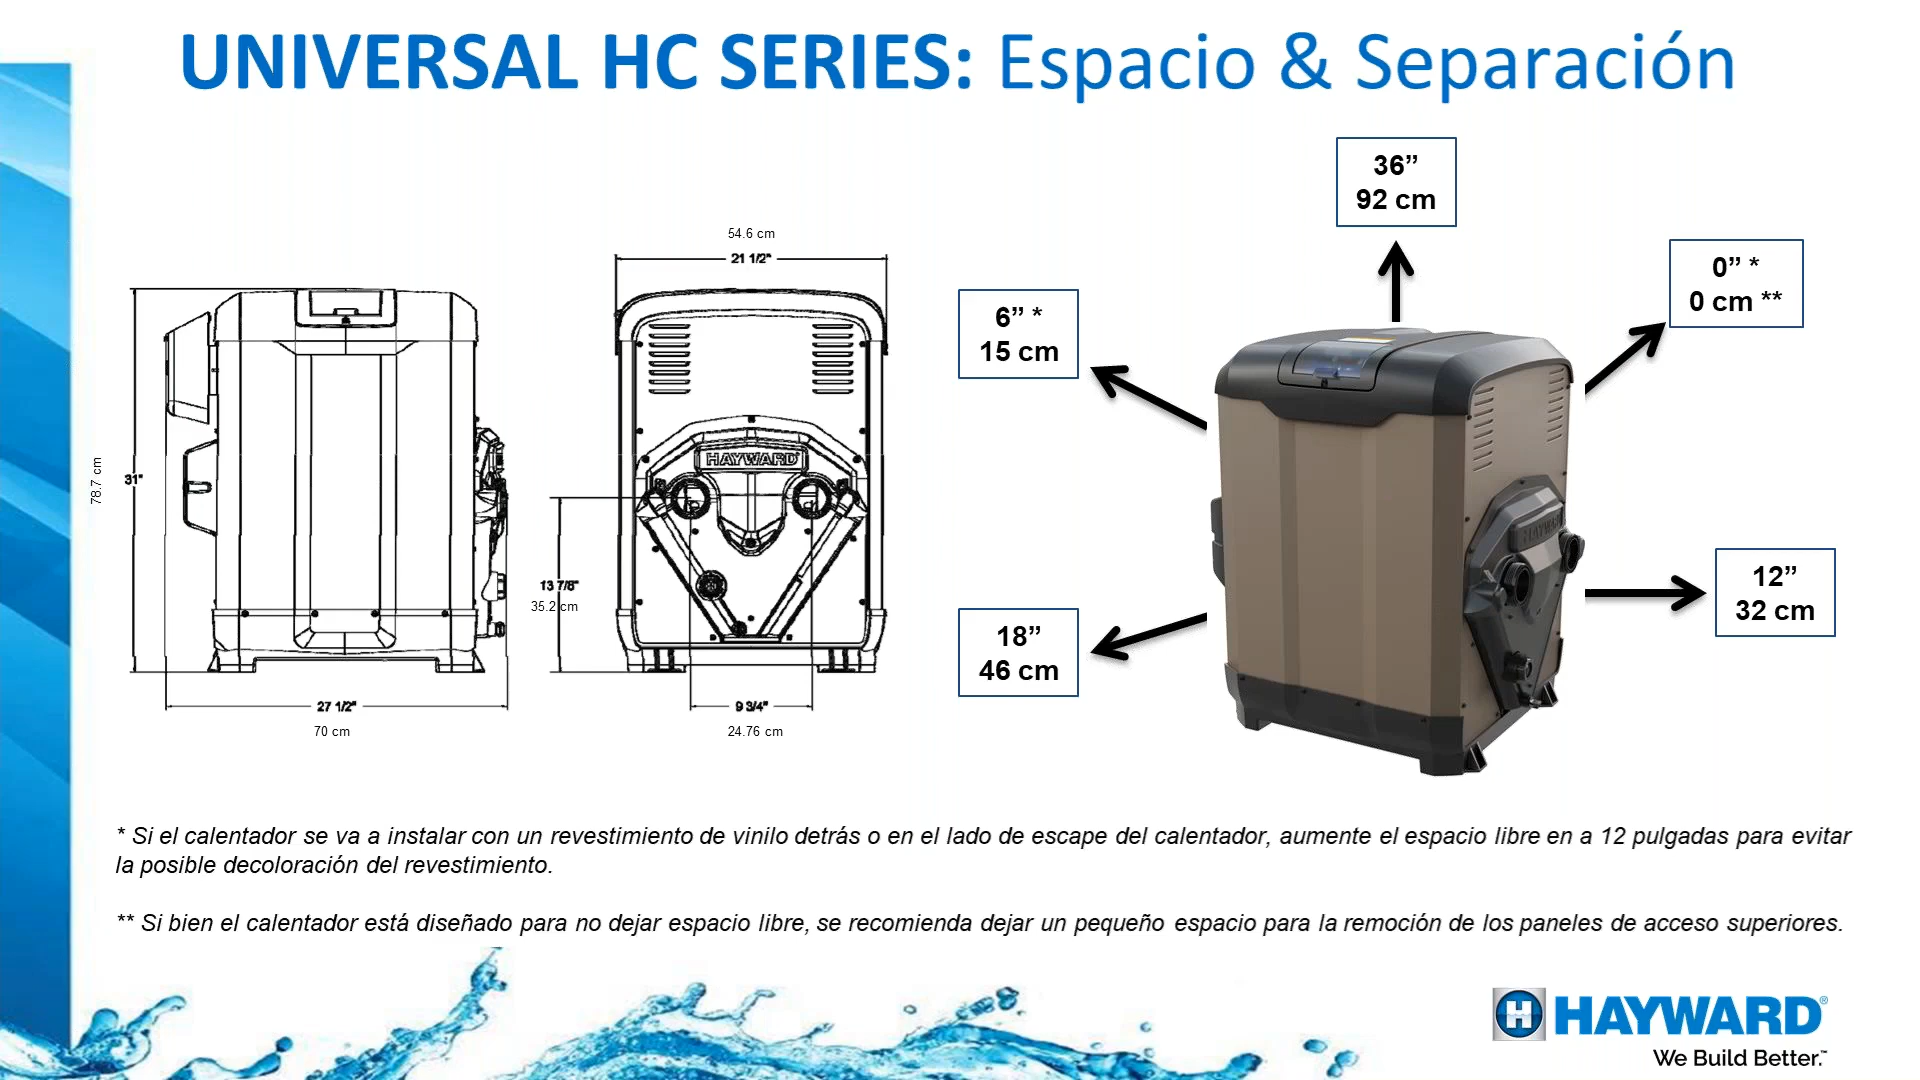 UNIVERSAL HC SERIES: Espacio & Separación
36”
92 cm
0” *
0 cm **
6” *
15 cm
54.6 cm
21 1/2"
78.7 cm
31"
HAYWARD
13 7/8"
35.2 cm
12”
32 cm
18”
46 cm
27 1/2"
70 cm
9 3/4"
24.76 cm
HAYWARD
* Si el calentador se va a instalar con un revestimiento de vinilo detrás o en el lado de escape del calentador, aumente el espacio libre en a 12 pulgadas para evitar
la posible decoloración del revestimiento.
** Si bien el calentador está diseñado para no dejar espacio libre, se recomienda dejar un pequeño espacio para la remoción de los paneles de acceso superiores.
H HAYWARD®
We Build Better.™